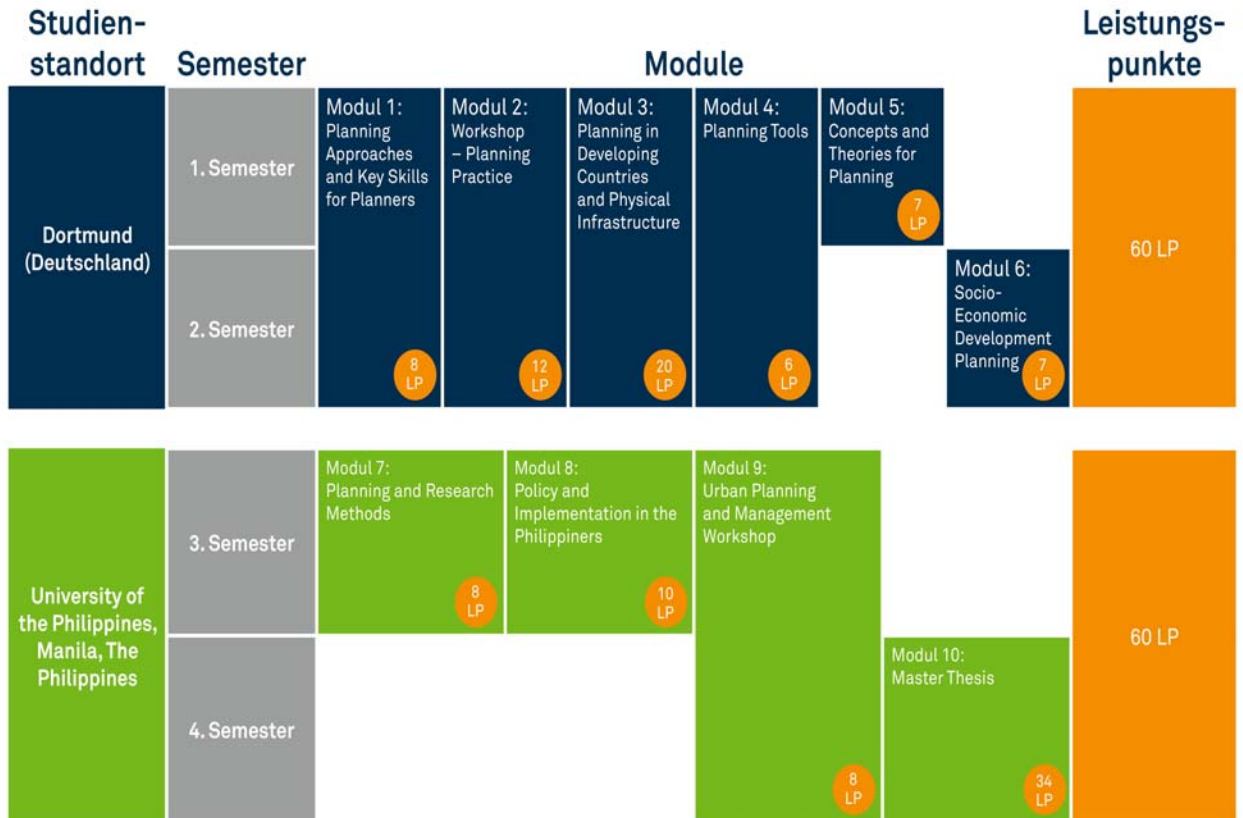 Studien-
standort
Semester
Module
Leistungs-
punkte
Dortmund
(Deutschland)
1. Semester
2. Semester
Modul 1:
Planning
Approaches
and Key Skills
for Planners
8
LP
Modul 2:
Workshop
– Planning
Practice
12
LP
Modul 3:
Planning in
Developing
Countries
and Physical
Infrastructure
20
LP
Modul 4:
Planning Tools
6
LP
Modul 5:
Concepts and
Theories for
Planning
7
LP
Modul 6:
Socio-
Economic
Development
Planning
7
LP
60 LP
University of
the Philippines,
Manila, The
Philippines
3. Semester
4. Semester
Modul 7:
Planning and Research
Methods
8
LP
Modul 8:
Policy and
Implementation in the
Philippiners
10
LP
Modul 9:
Urban Planning
and Management
Workshop
8
LP
Modul 10:
Master Thesis
34
LP
60 LP